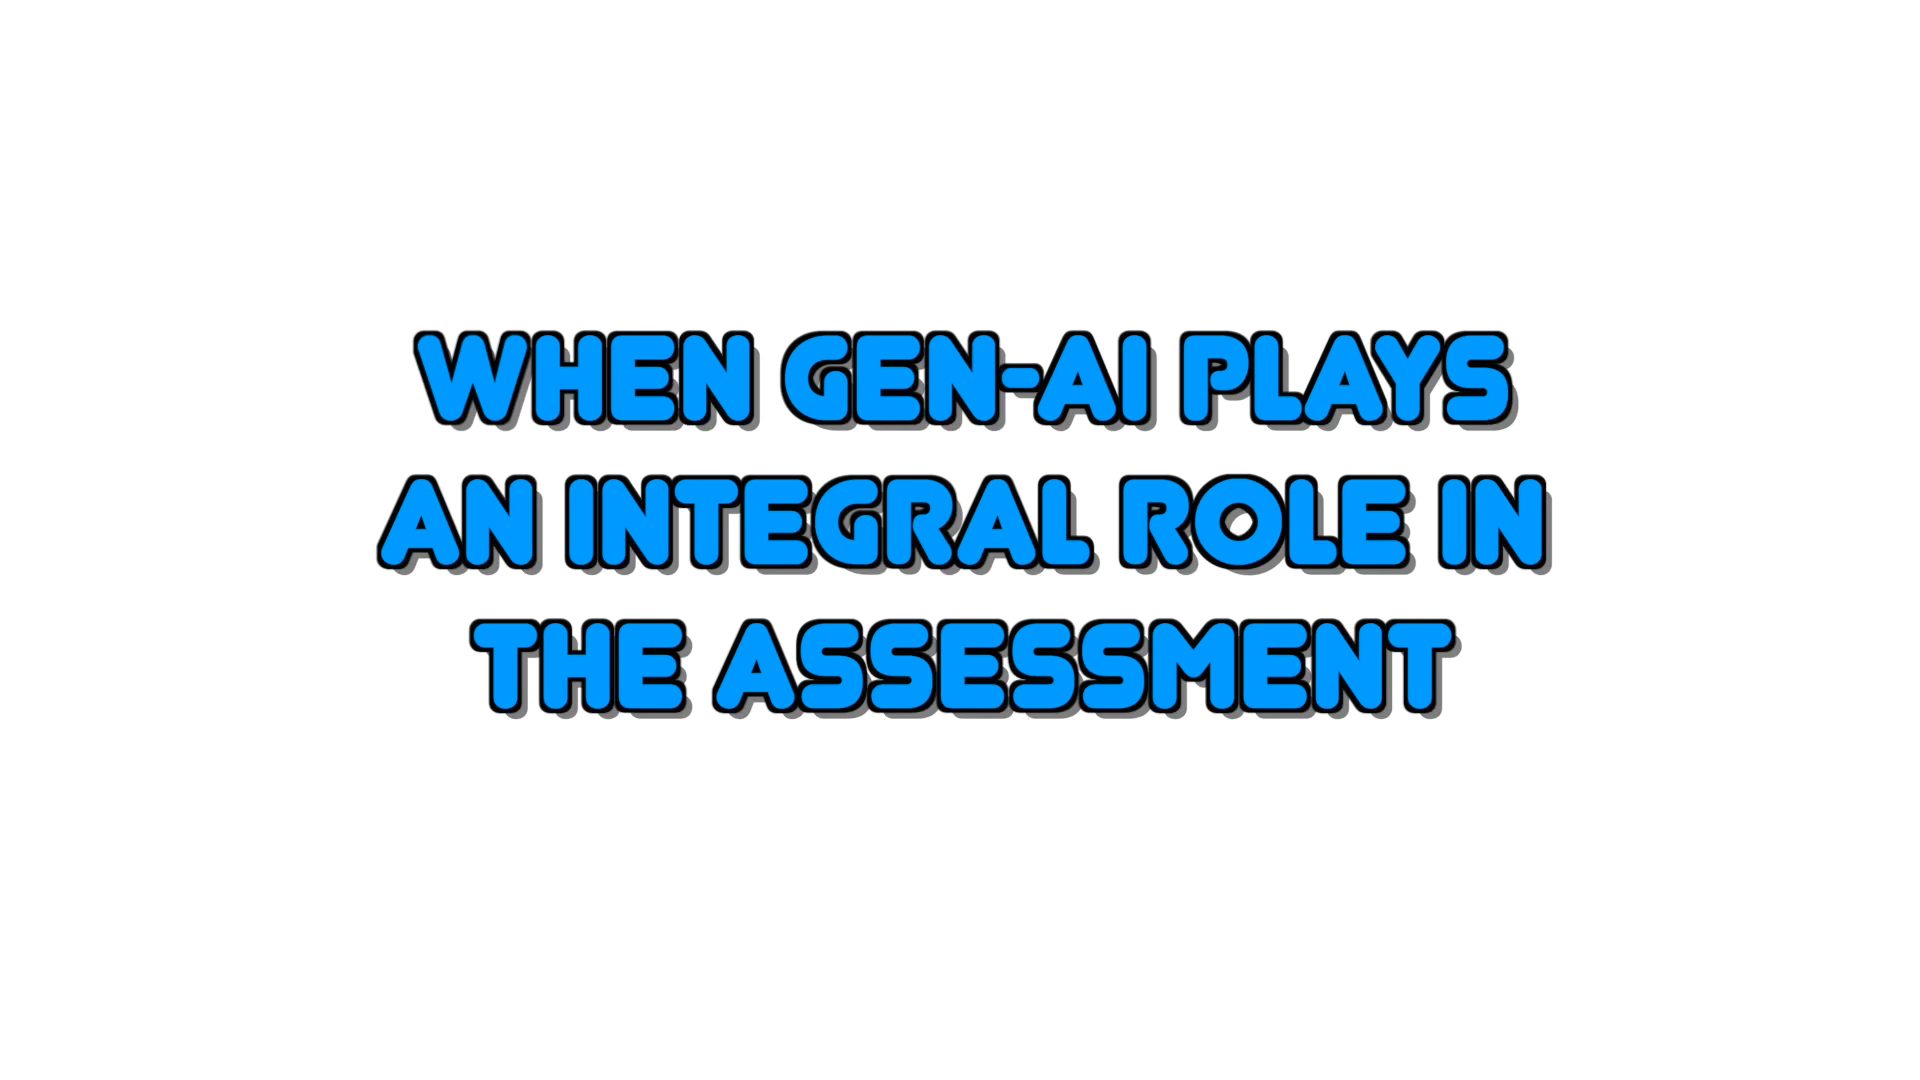 WHEN GEN-AI PLAYS
AN INTEGRAL ROLE IN
THE ASSESSMENT